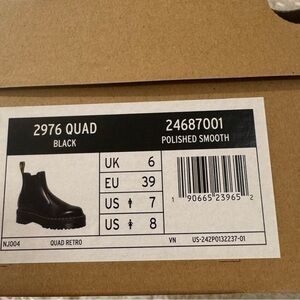 2976 QUAD
BLACK
24687001
POLISHED SMOOTH
UK 6
EU 39
US 7
US 8
1 90665 23965 2
NJ004
QUAD RETRO
VN
US-242P0132237-01